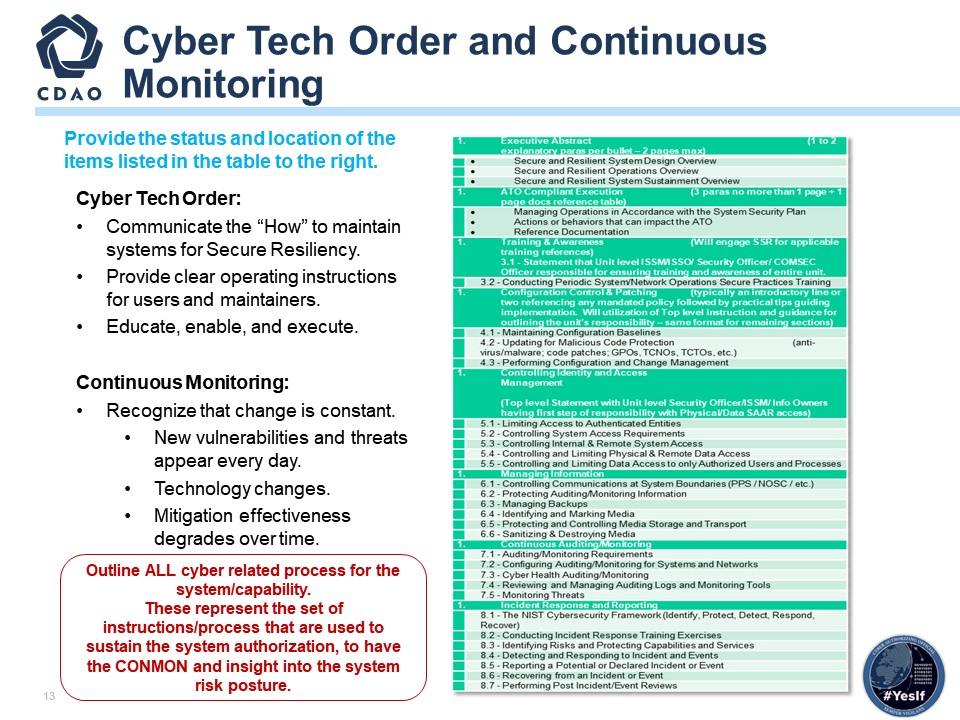 CDAO
Cyber Tech Order and Continuous
Monitoring
Provide the status and location of the
items listed in the table to the right.
Cyber Tech Order:
• Communicate the “How” to maintain
systems for Secure Resiliency.
• Provide clear operating instructions
for users and maintainers.
• Educate, enable, and execute.
Continuous Monitoring:
• Recognize that change is constant.
• New vulnerabilities and threats
appear every day.
• Technology changes.
• Mitigation effectiveness
degrades over time.
Outline ALL cyber related process for the
system/capability.
These represent the set of
instructions/process that are used to
sustain the system authorization, to have
the CONMON and insight into the system
risk posture.
13
1. Executive Abstract (1 to 2
explanatory paras per bullet – 2 pages max)
• Secure and Resilient System Design Overview
• Secure and Resilient Operations Overview
• Secure and Resilient System Sustainment Overview
1. ATO Compliant Execution (3 paras no more than 1 page + 1
page docs reference table)
• Managing Operations in Accordance with the System Security Plan
• Actions or behaviors that can impact the ATO
• Reference Documentation
1. Training & Awareness (Will engage SSR for applicable
training references)
3.1 - Statement that Unit level ISSM/ISSO/ Security Officer/ COMSEC
Officer responsible for ensuring training and awareness of entire unit.
3.2 - Conducting Periodic System/Network Operations Secure Practices Training
1. Configuration Control & Patching (typically an introductory line or
two referencing any mandated policy followed by practical tips guiding
implementation. Will utilization of Top level instruction and guidance for
outlining the unit’s responsibility – same format for remaining sections)
4.1 - Maintaining Configuration Baselines
4.2 - Updating for Malicious Code Protection (anti-
virus/malware; code patches; GPOs, TCNOs, TCTOs, etc.)
4.3 - Performing Configuration and Change Management
1. Controlling Identity and Access
Management
(Top level Statement with Unit level Security Officer/ISSM/ Info Owners
having first step of responsibility with Physical/Data SAAR access)
5.1 - Limiting Access to Authenticated Entities
5.2 - Controlling System Access Requirements
5.3 - Controlling Internal & Remote System Access
5.4 - Controlling and Limiting Physical & Remote Data Access
5.5 - Controlling and Limiting Data Access to only Authorized Users and Processes
1. Managing Information
6.1 - Controlling Communications at System Boundaries (PPS / NOSC / etc.)
6.2 - Protecting Auditing/Monitoring Information
6.3 - Managing Backups
6.4 - Identifying and Marking Media
6.5 - Protecting and Controlling Media Storage and Transport
6.6 - Sanitizing & Destroying Media
1. Continuous Auditing/Monitoring
7.1 - Auditing/Monitoring Requirements
7.2 - Configuring Auditing/Monitoring for Systems and Networks
7.3 - Cyber Health Auditing/Monitoring
7.4 - Reviewing and Managing Auditing Logs and Monitoring Tools
7.5 - Monitoring Threats
1. Incident Response and Reporting
8.1 - The NIST Cybersecurity Framework (Identify, Protect, Detect, Respond,
Recover)
8.2 - Conducting Incident Response Training Exercises
8.3 - Identifying Risks and Protecting Capabilities and Services
8.4 - Detecting and Responding to Incident and Events
8.5 - Reporting a Potential or Declared Incident or Event
8.6 - Recovering from an Incident or Event
8.7 - Performing Post Incident/Event Reviews
#YesIf